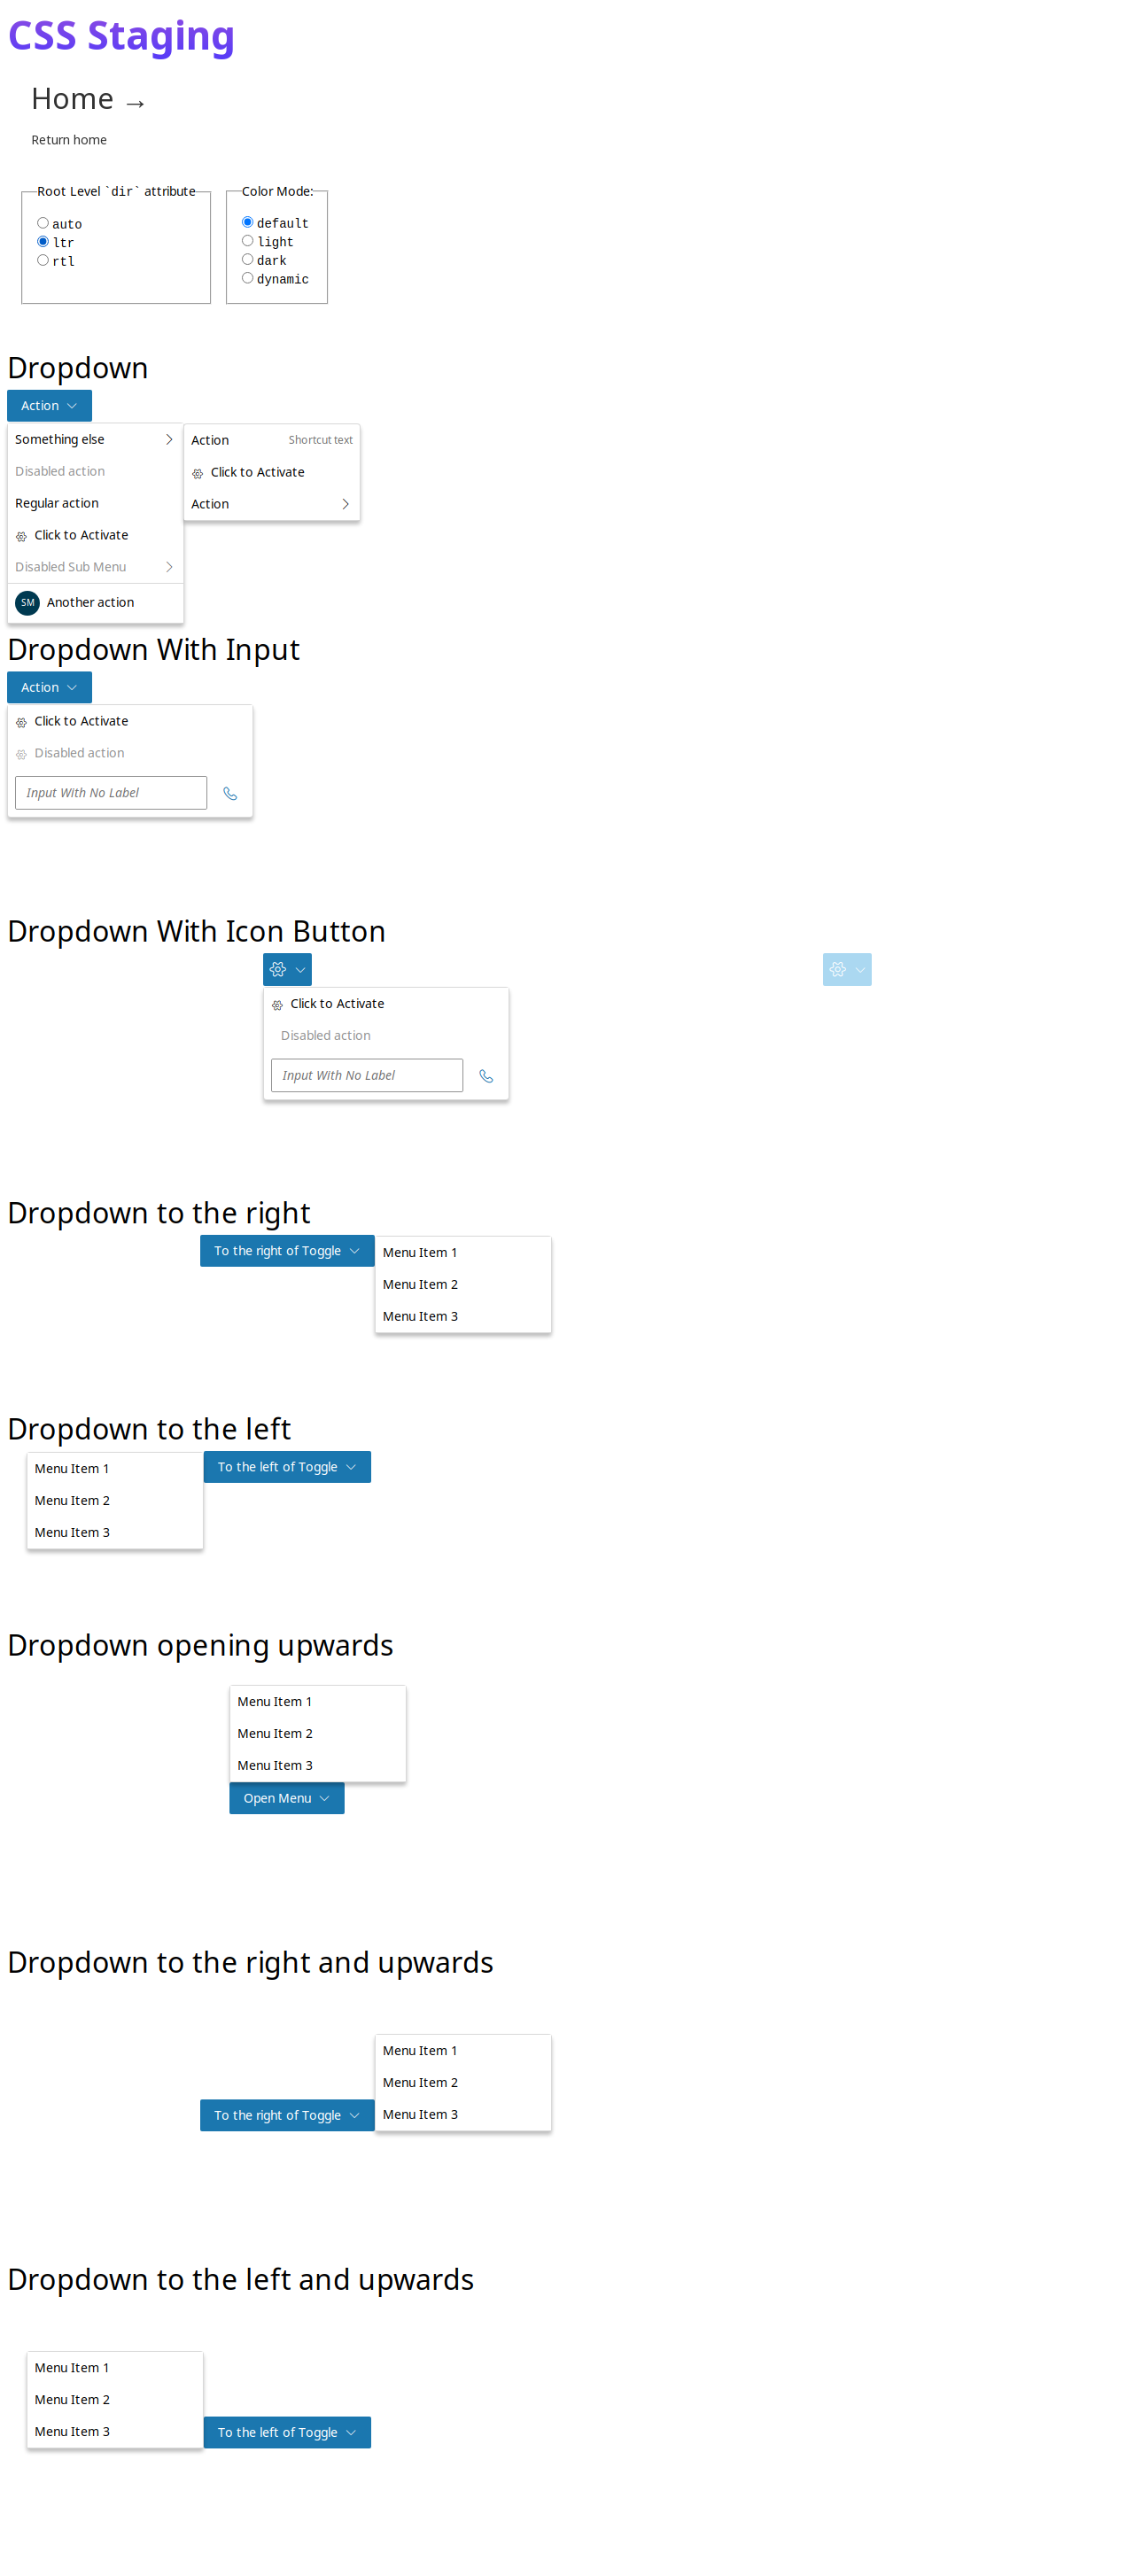 CSS Staging
Home →
Return home
Root Level `dir` attribute
auto
ltr
rtl
Color Mode:
default
light
dark
dynamic
Dropdown
Action
Something else
Disabled action
Regular action
Click to Activate
Disabled Sub Menu
SM Another action
Action Shortcut text
Click to Activate
Action
Dropdown With Input
Action
Click to Activate
Disabled action
Input With No Label
Dropdown With Icon Button
Click to Activate
Disabled action
Input With No Label
Dropdown to the right
To the right of Toggle
Menu Item 1
Menu Item 2
Menu Item 3
Dropdown to the left
Menu Item 1
Menu Item 2
Menu Item 3
To the left of Toggle
Dropdown opening upwards
Menu Item 1
Menu Item 2
Menu Item 3
Open Menu
Dropdown to the right and upwards
Menu Item 1
Menu Item 2
Menu Item 3
To the right of Toggle
Dropdown to the left and upwards
Menu Item 1
Menu Item 2
Menu Item 3
To the left of Toggle